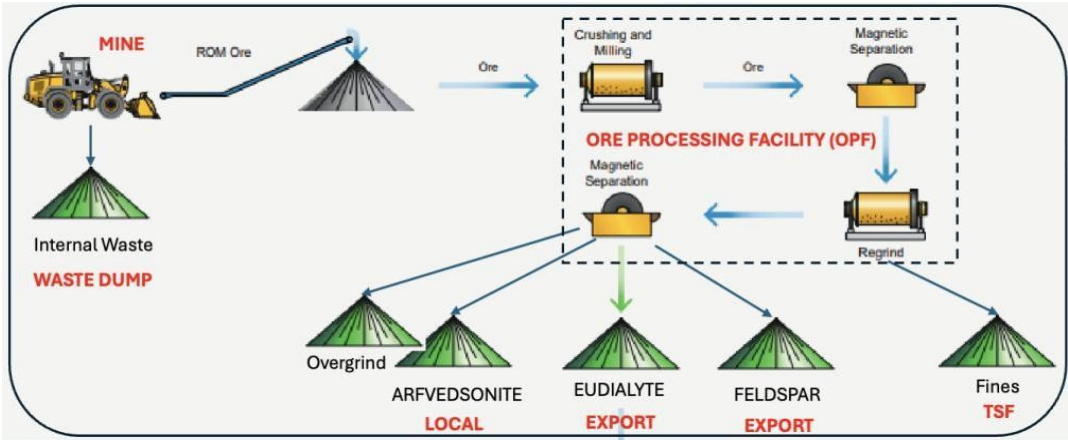 MINE
ROM Ore
Ore
Crushing and
Milling
Ore
Magnetic
Separation
ORE PROCESSING FACILITY (OPF)
Magnetic
Separation
Regrind
Internal Waste
WASTE DUMP
Overgrind
ARFVEDSONITE
LOCAL
EUDIALYTE
EXPORT
FELDSPAR
EXPORT
Fines
TSF